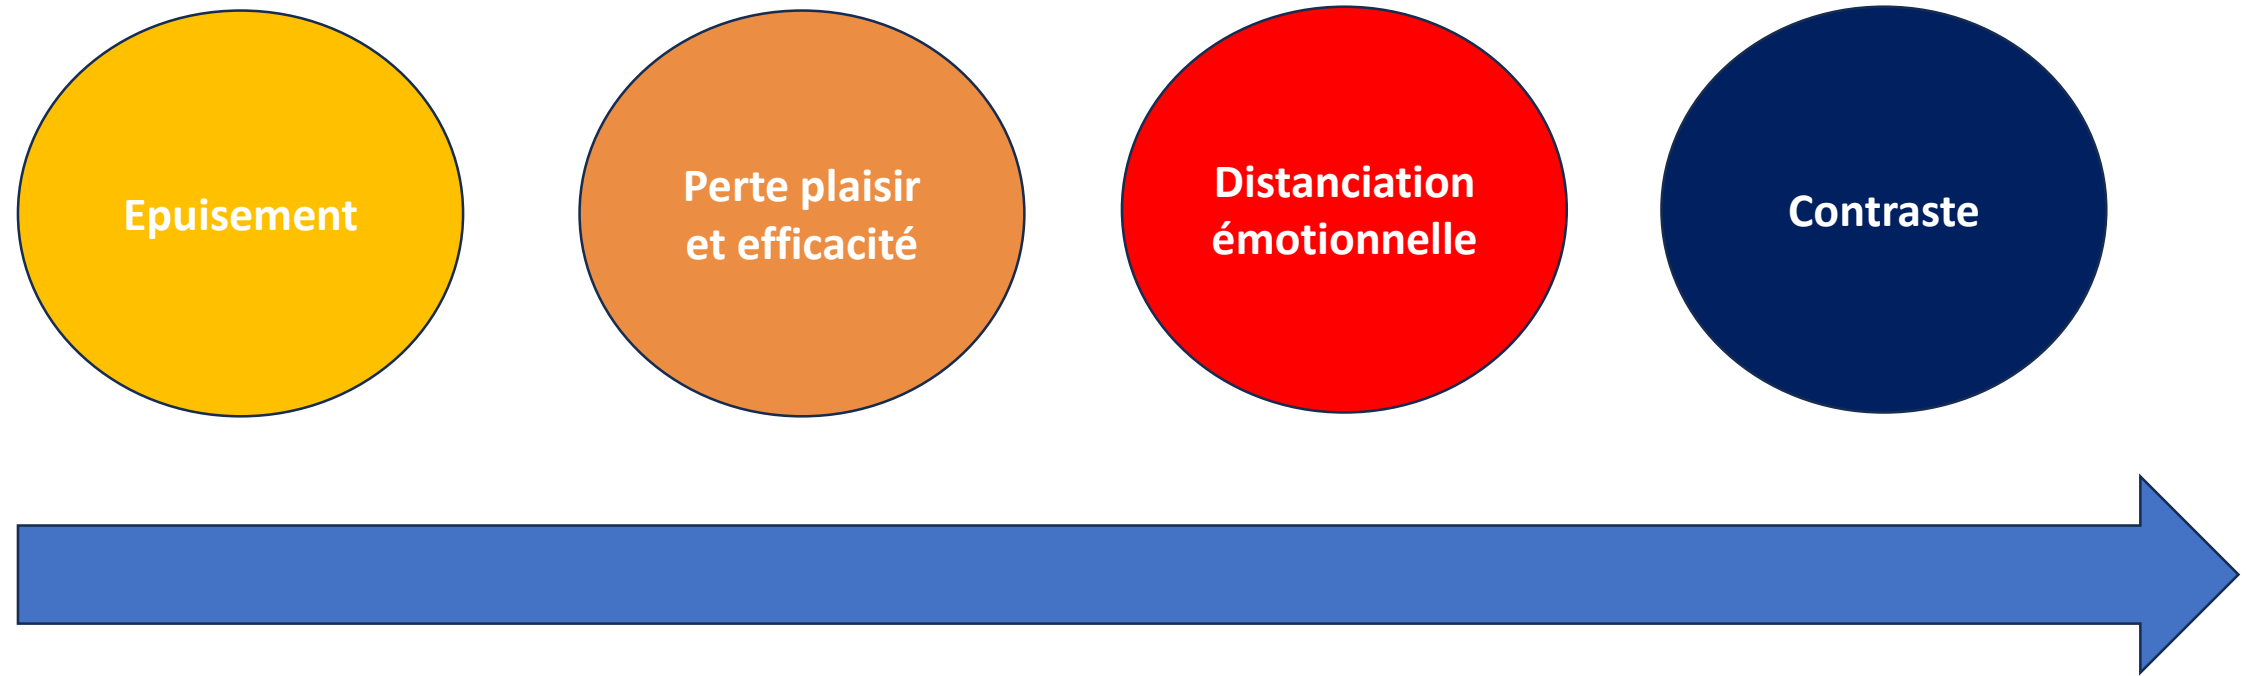 Epuisement
Perte plaisir
et efficacité
Distanciation
émotionnelle
Contraste